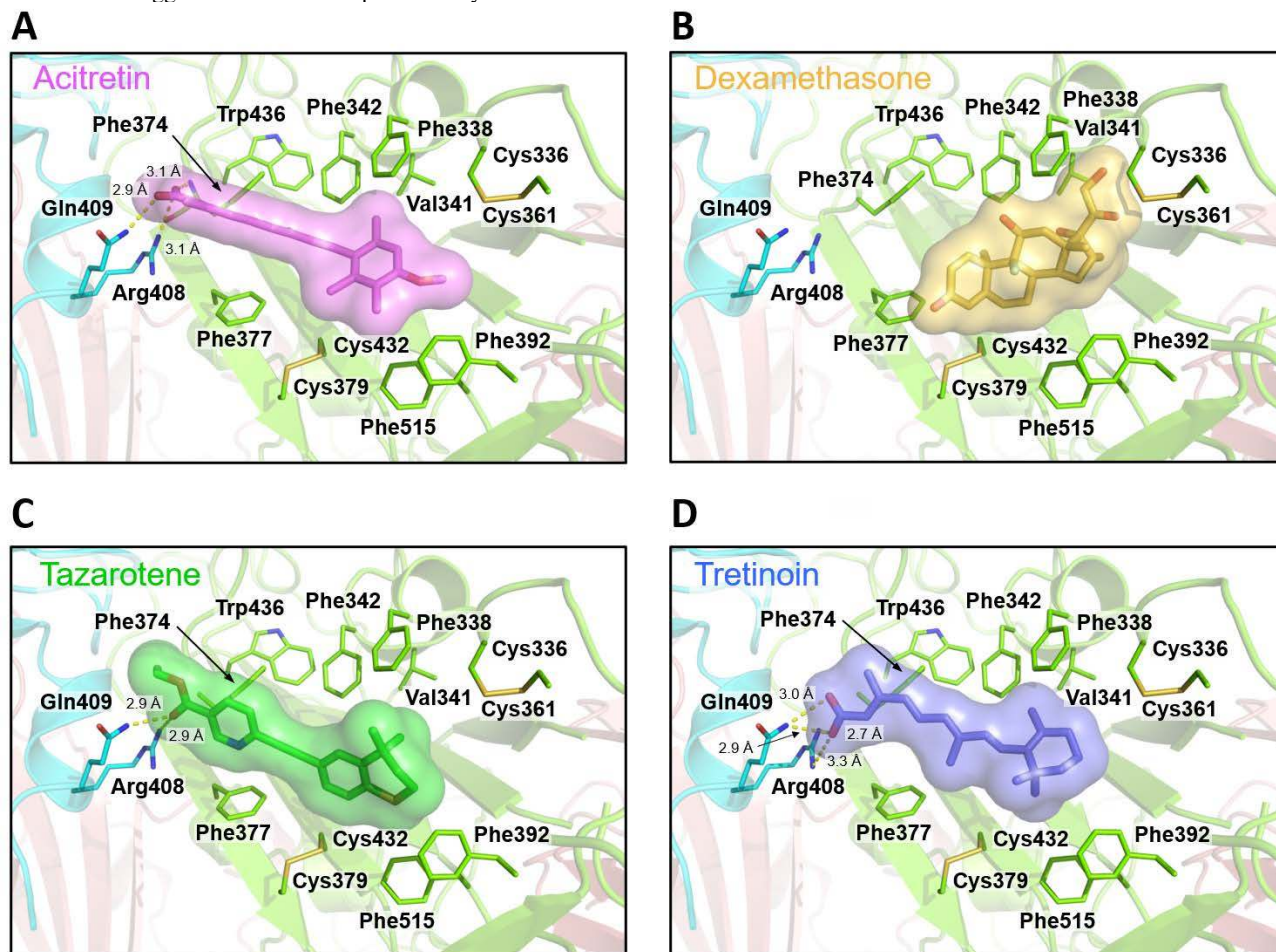 A
Acitretin
Phe374
Trp436
Phe342
Phe338
Cys336
3.1 Å
2.9 Å
Gln409
Val341
Cys361
3.1 Å
Arg408
Phe377
Cys432
Phe392
Cys379
Phe515
B
Dexamethasone
Trp436
Phe342
Phe338
Val341
Cys336
Phe374
Gln409
Cys361
Arg408
Phe377
Cys432
Phe392
Cys379
Phe515
C
Tazarotene
Phe374
Trp436
Phe342
Phe338
Cys336
Gln409
2.9 Å
Val341
Cys361
2.9 Å
Arg408
Phe377
Cys432
Phe392
Cys379
Phe515
D
Tretinoin
Phe374
Trp436
Phe342
Phe338
Cys336
Gln409
3.0 Å
Val341
Cys361
2.7 Å
2.9 Å
3.3 Å
Arg408
Phe377
Cys432
Phe392
Cys379
Phe515